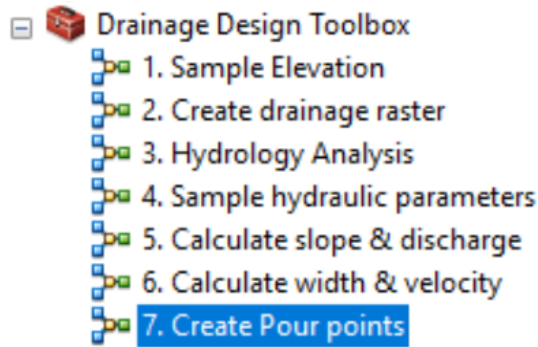 Drainage Design Toolbox
1. Sample Elevation
2. Create drainage raster
3. Hydrology Analysis
4. Sample hydraulic parameters
5. Calculate slope & discharge
6. Calculate width & velocity
7. Create Pour points